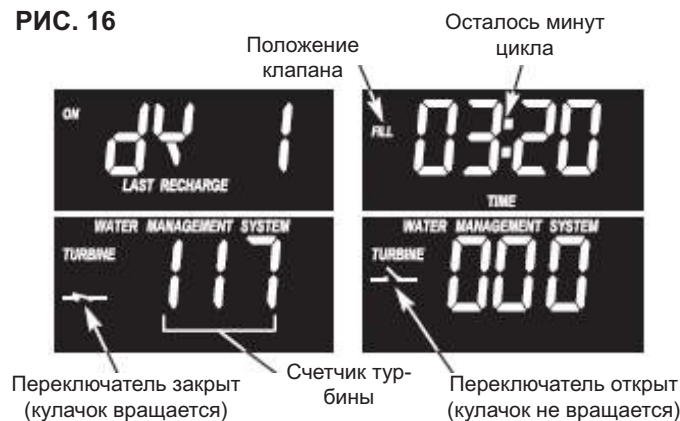 РИС. 16
Положение
клапана
Осталось минут
цикла
ON
dY 1
LAST RECHARGE
FILL
03:20
TIME
WATER MANAGEMENT SYSTEM
TURBINE
117
WATER MANAGEMENT SYSTEM
TURBINE
000
Переключатель закрыт
(кулачок вращается)
Счетчик тур-
бины
Переключатель открыт
(кулачок не вращается)